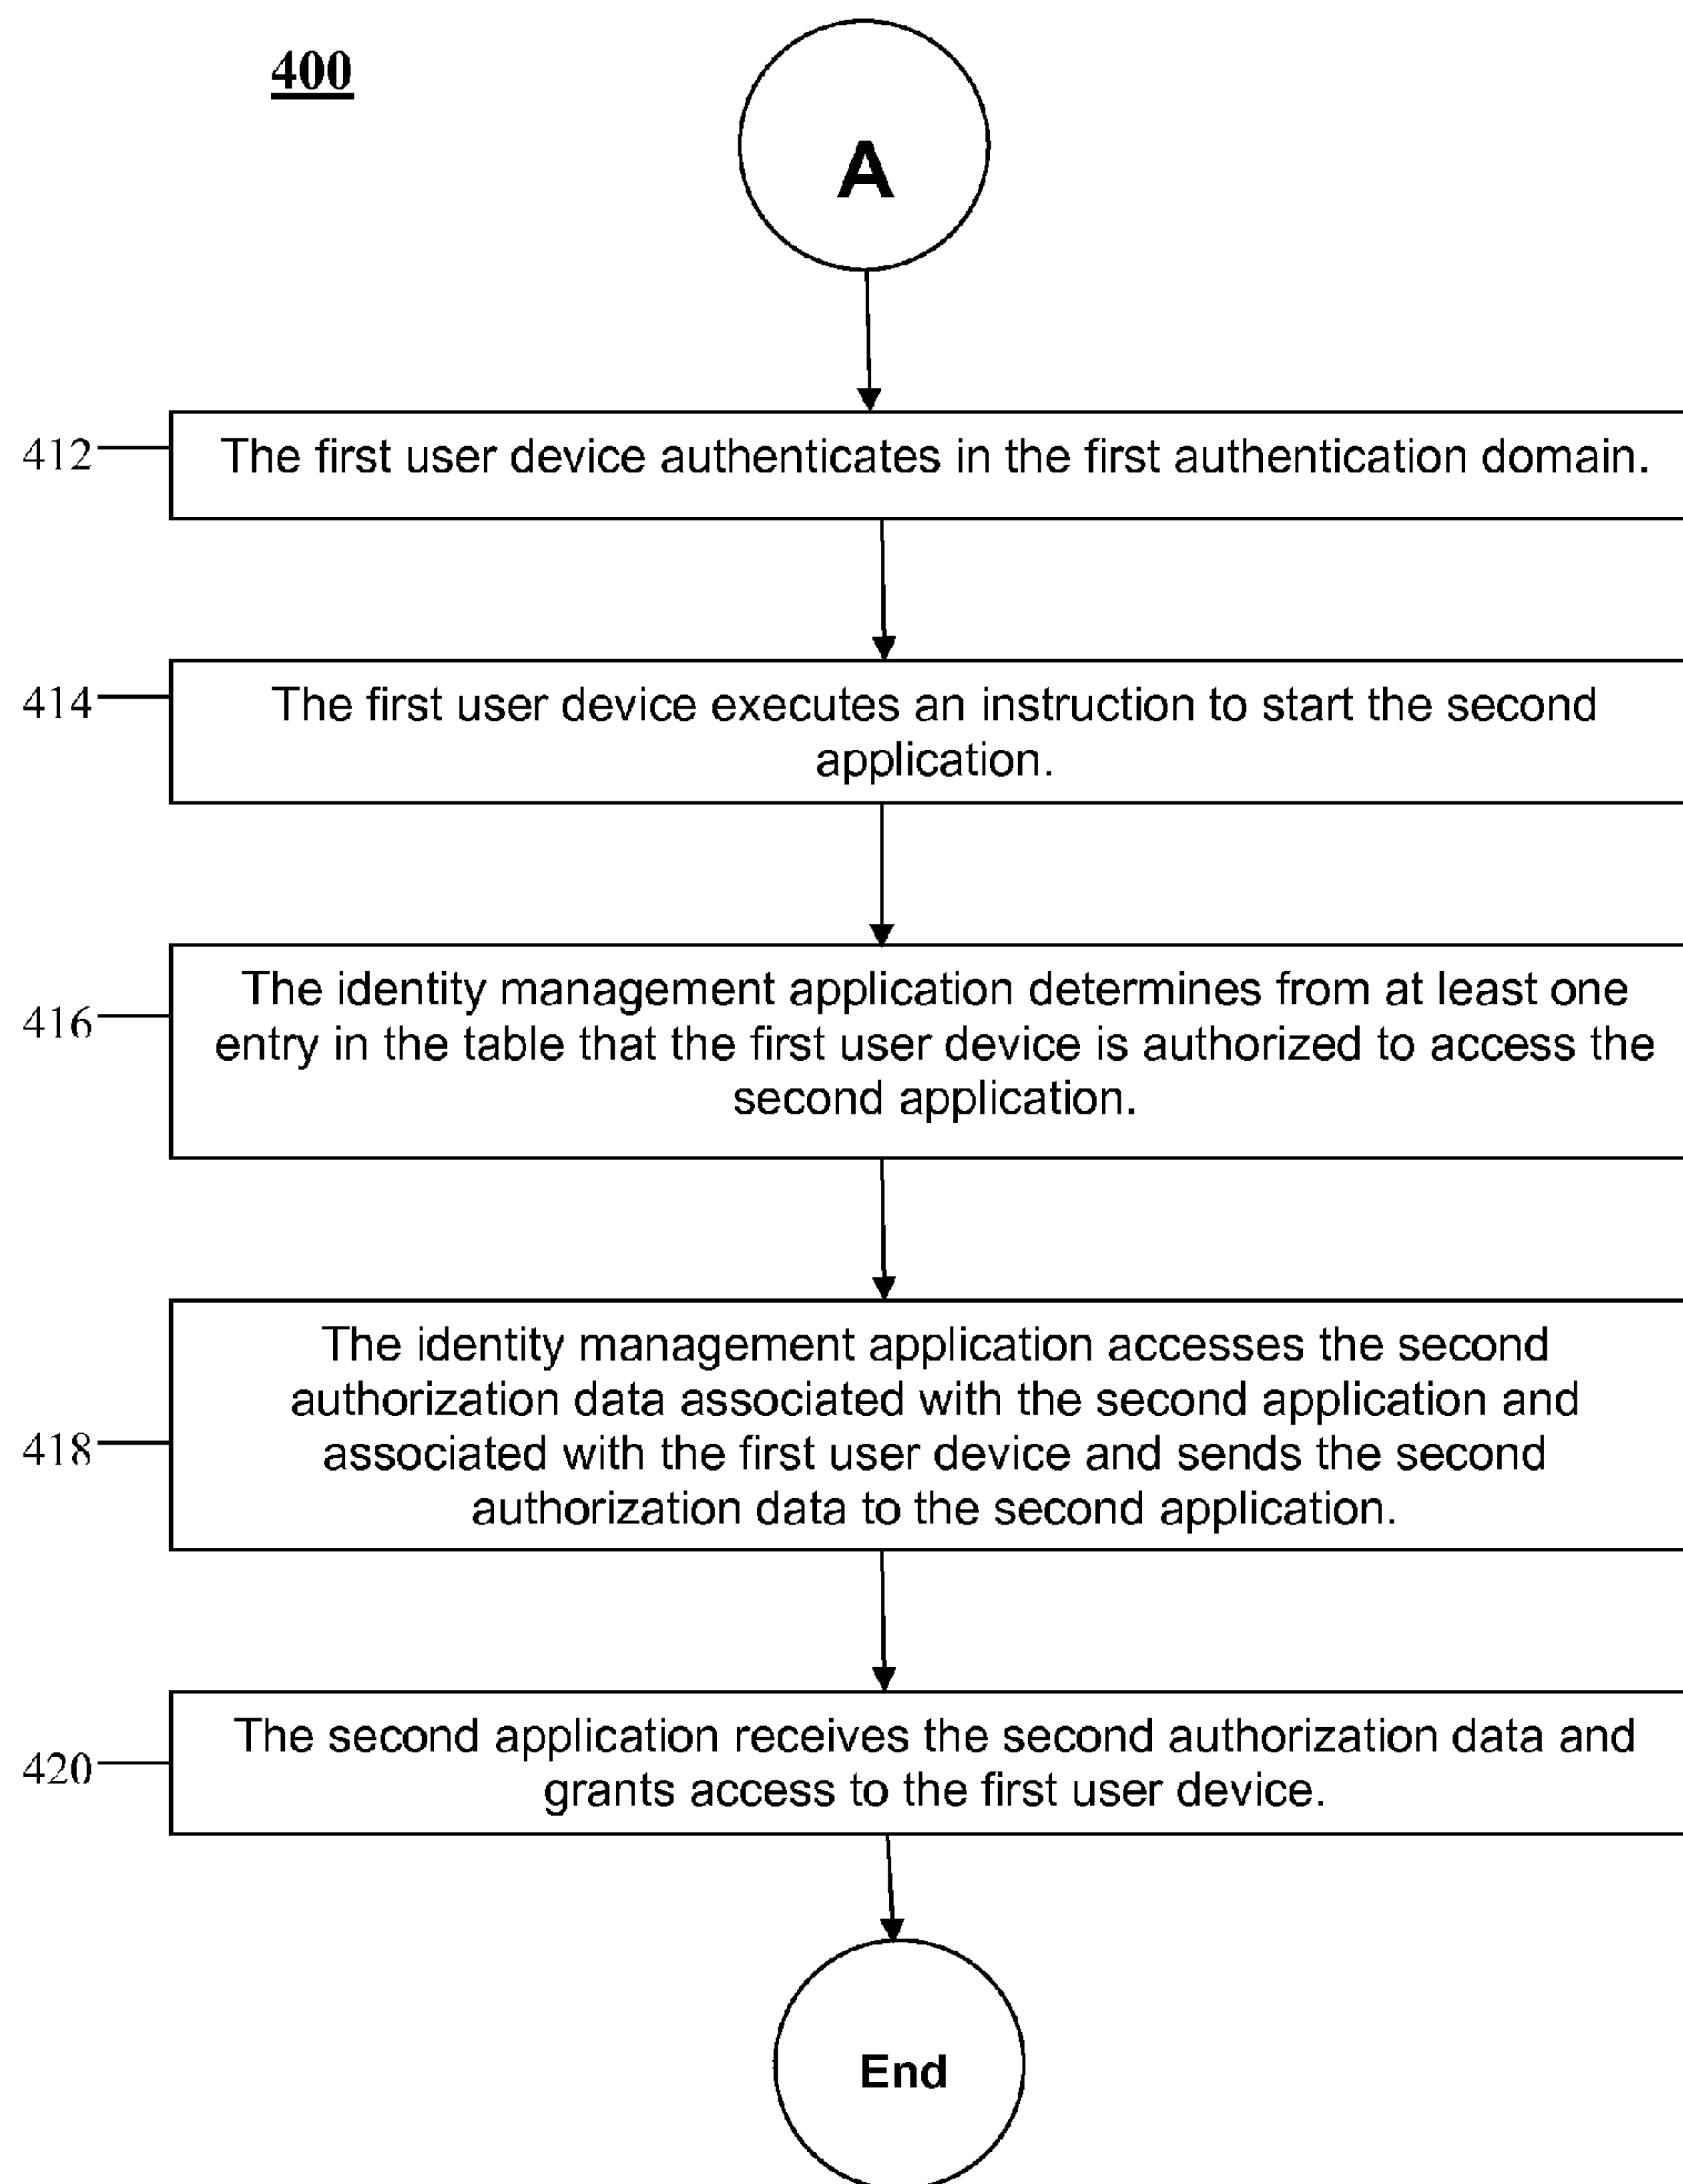 400
A
412
The first user device authenticates in the first authentication domain.
414
The first user device executes an instruction to start the second
application.
416
The identity management application determines from at least one
entry in the table that the first user device is authorized to access the
second application.
418
The identity management application accesses the second
authorization data associated with the second application and
associated with the first user device and sends the second
authorization data to the second application.
420
The second application receives the second authorization data and
grants access to the first user device.
End